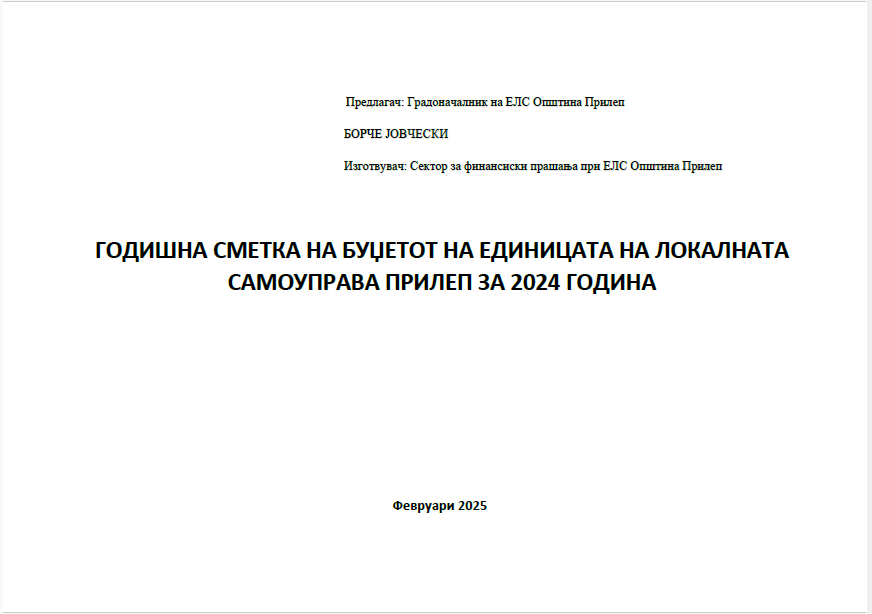 Предлагач: Градоначалник на ЕЛС Општина Прилеп
БОРЧЕ ЈОВЧЕСКИ
Изготвувач: Сектор за финансиски прашања при ЕЛС Општина Прилеп
ГОДИШНА СМЕТКА НА БУЏЕТОТ НА ЕДИНИЦАТА НА ЛОКАЛНАТА
САМОУПРАВА ПРИЛЕП ЗА 2024 ГОДИНА
Февруари 2025